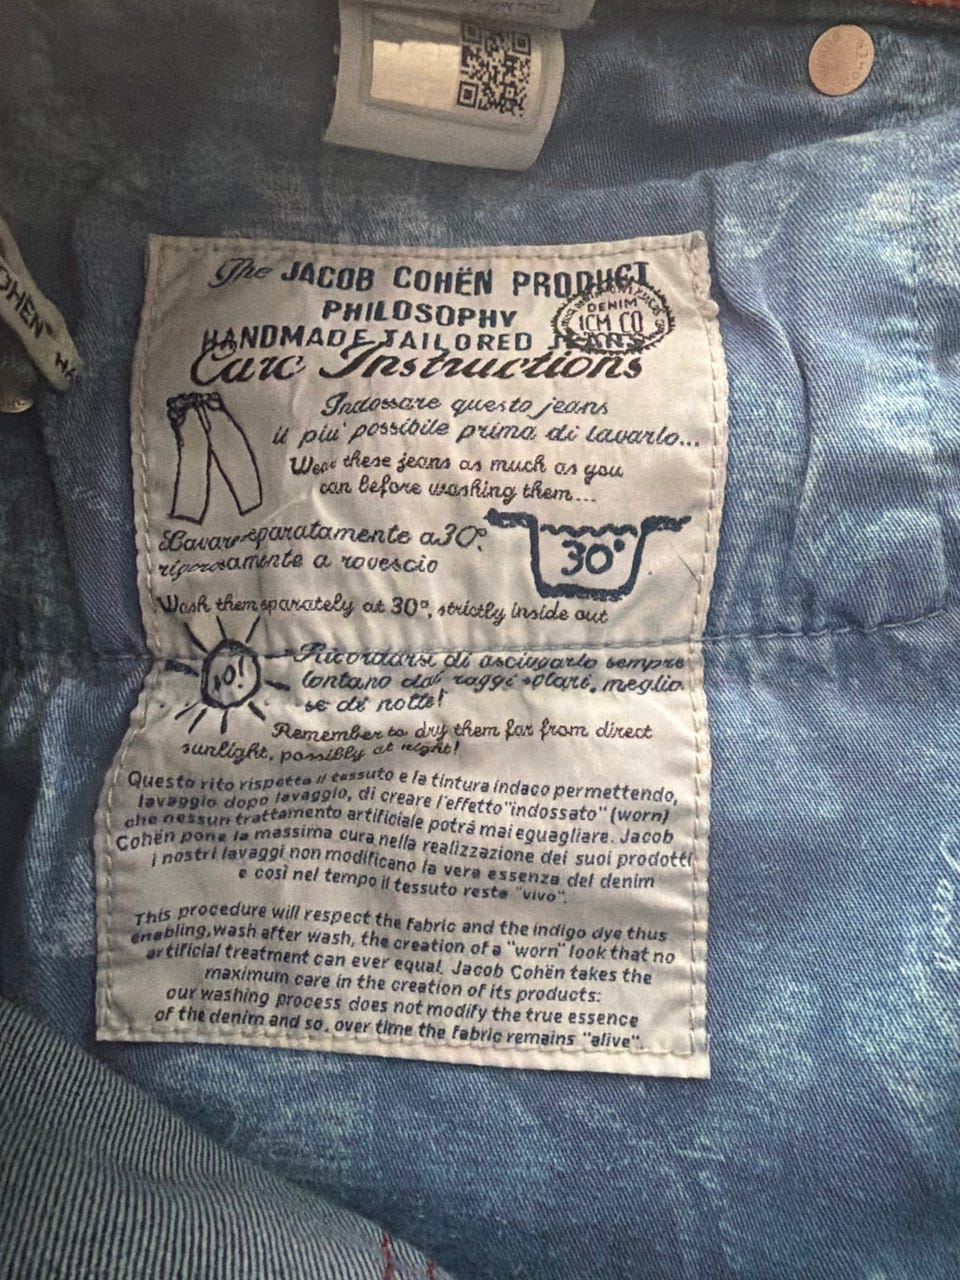 The JACOB COHËN PRODUCT
PHILOSOPHY
HANDMADE TAILORED JEANS
DENIM
ICM CO
Care Instructions
Indossare questo jeans
il piu' possibile prima di lavarlo...
Wear these jeans as much as you
can before washing them...
Lavare separatamente a 30°.
rigorosamente a rovescio
30°
Wash them separately at 30°, strictly inside out
NO!
Ricordarsi di asciugarlo sempre
lontano dai raggi solari, meglio
se di notte!
Remember to dry them far from direct
sunlight, possibly at night!
Questo rito rispetta il tessuto e la tintura indaco permettendo,
lavaggio dopo lavaggio, di creare l'effetto "indossato" (worn)
che nessun trattamento artificiale potrà mai eguagliare. Jacob
Cohën pone la massima cura nella realizzazione dei suoi prodotti
i nostri lavaggi non modificano la vera essenza del denim
e così nel tempo il tessuto resta "vivo".
This procedure will respect the fabric and the indigo dye thus
enabling, wash after wash, the creation of a "worn" look that no
artificial treatment can ever equal. Jacob Cohën takes the
maximum care in the creation of its products:
our washing process does not modify the true essence
of the denim and so, over time the fabric remains "alive".
OHËN HA